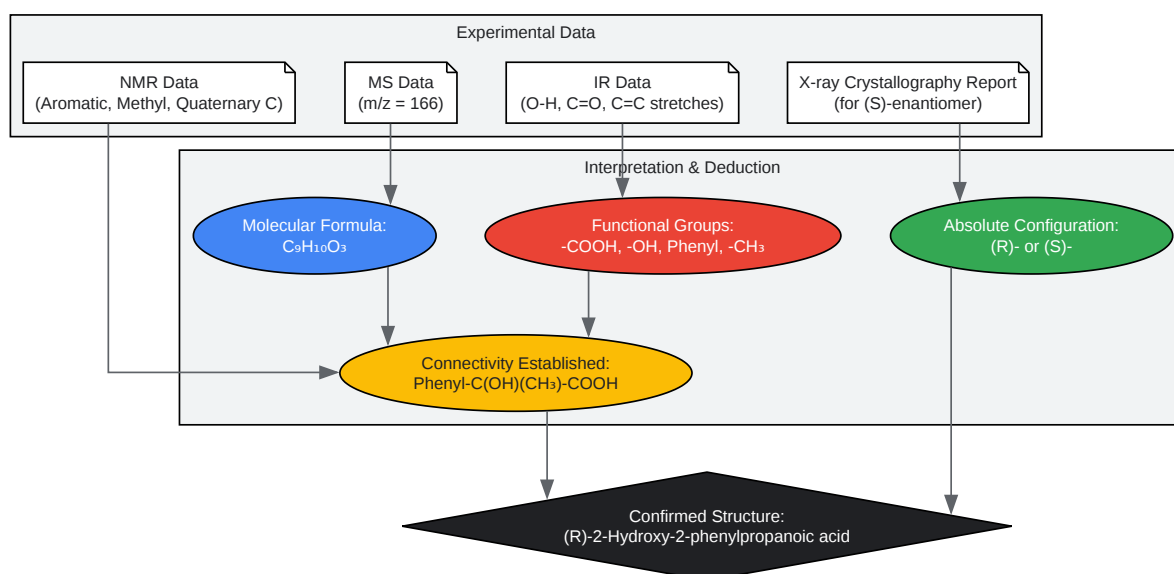 Experimental Data
NMR Data
(Aromatic, Methyl, Quaternary C)
MS Data
(m/z = 166)
IR Data
(O-H, C=O, C=C stretches)
X-ray Crystallography Report
(for (S)-enantiomer)
Interpretation & Deduction
Molecular Formula:
C₉H₁₀O₃
Functional Groups:
-COOH, -OH, Phenyl, -CH₃
Absolute Configuration:
(R)- or (S)-
Connectivity Established:
Phenyl-C(OH)(CH₃)-COOH
Confirmed Structure:
(R)-2-Hydroxy-2-phenylpropanoic acid